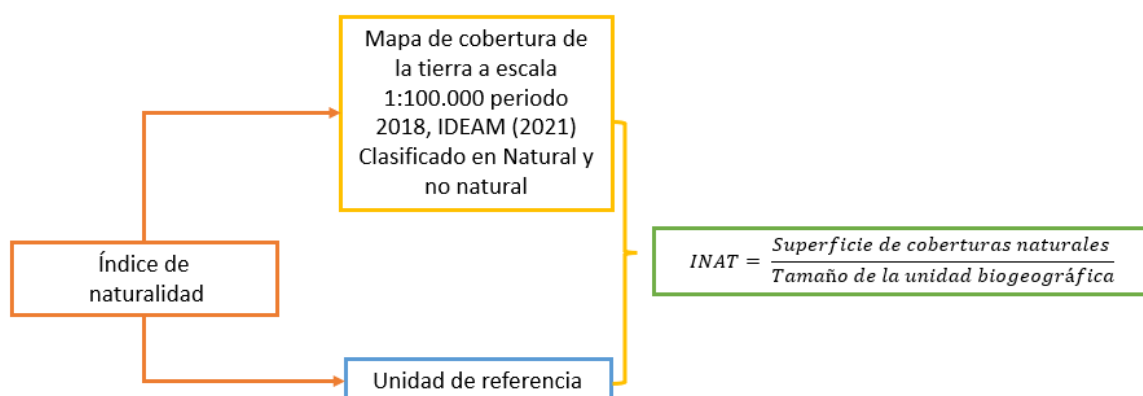 Mapa de cobertura de
la tierra a escala
1:100.000 periodo
2018, IDEAM (2021)
Clasificado en Natural y
no natural
Índice de
naturalidad
INAT = Superficie de coberturas naturales
Tamaño de la unidad biogeográfica
Unidad de referencia